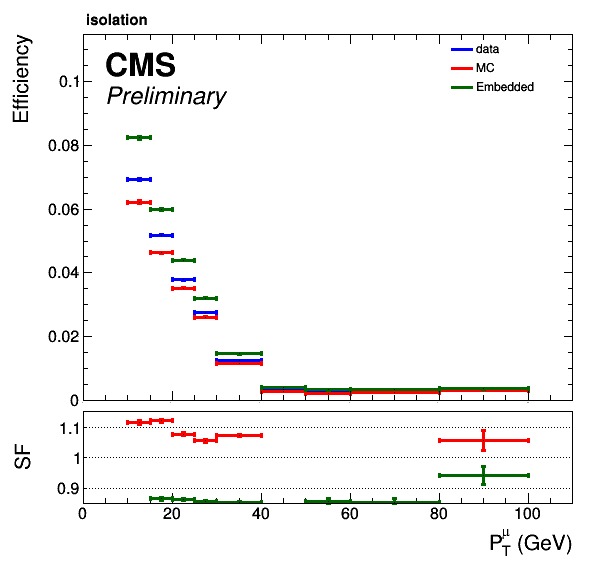 isolation
Efficiency
CMS
Preliminary
data
MC
Embedded
0.1
0.08
0.06
0.04
0.02
0
SF
1.1
1
0.9
0 20 40 60 80 100
P_T^μ (GeV)